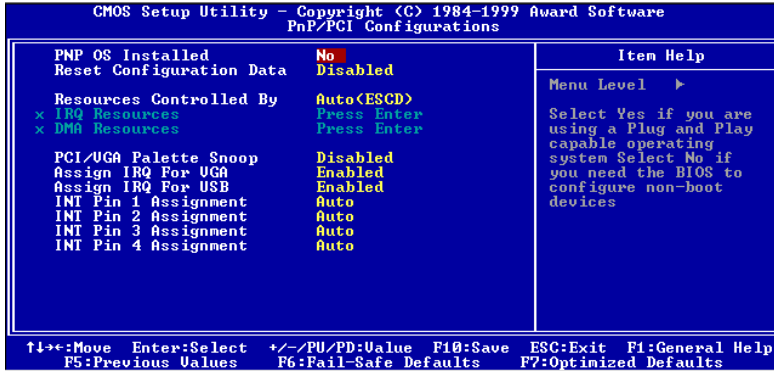 CMOS Setup Utility - Copyright (C) 1984-1999 Award Software
PnP/PCI Configurations
PNP OS Installed No
Reset Configuration Data Disabled
Resources Controlled By Auto(ESCD)
x IRQ Resources Press Enter
x DMA Resources Press Enter
PCI/VGA Palette Snoop Disabled
Assign IRQ For VGA Enabled
Assign IRQ For USB Enabled
INT Pin 1 Assignment Auto
INT Pin 2 Assignment Auto
INT Pin 3 Assignment Auto
INT Pin 4 Assignment Auto
Item Help
Menu Level ►
Select Yes if you are
using a Plug and Play
capable operating
system Select No if
you need the BIOS to
configure non-boot
devices
↑↓→←:Move Enter:Select +/-/PU/PD:Value F10:Save ESC:Exit F1:General Help
F5:Previous Values F6:Fail-Safe Defaults F7:Optimized Defaults